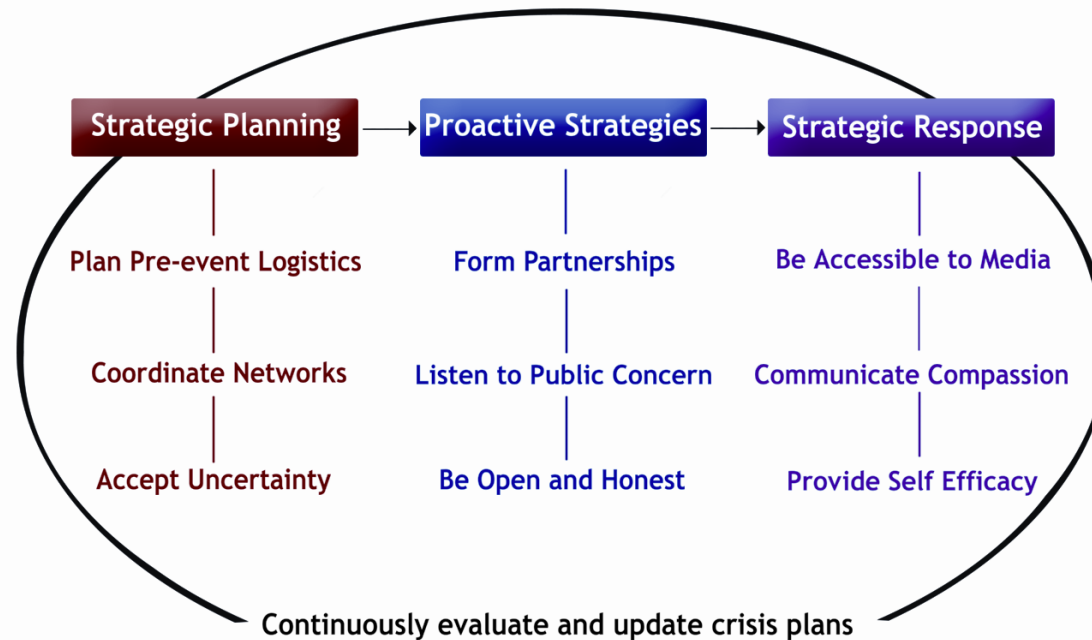 Strategic Planning
Proactive Strategies
Strategic Response
Plan Pre-event Logistics
Coordinate Networks
Accept Uncertainty
Form Partnerships
Listen to Public Concern
Be Open and Honest
Be Accessible to Media
Communicate Compassion
Provide Self Efficacy
Continuously evaluate and update crisis plans